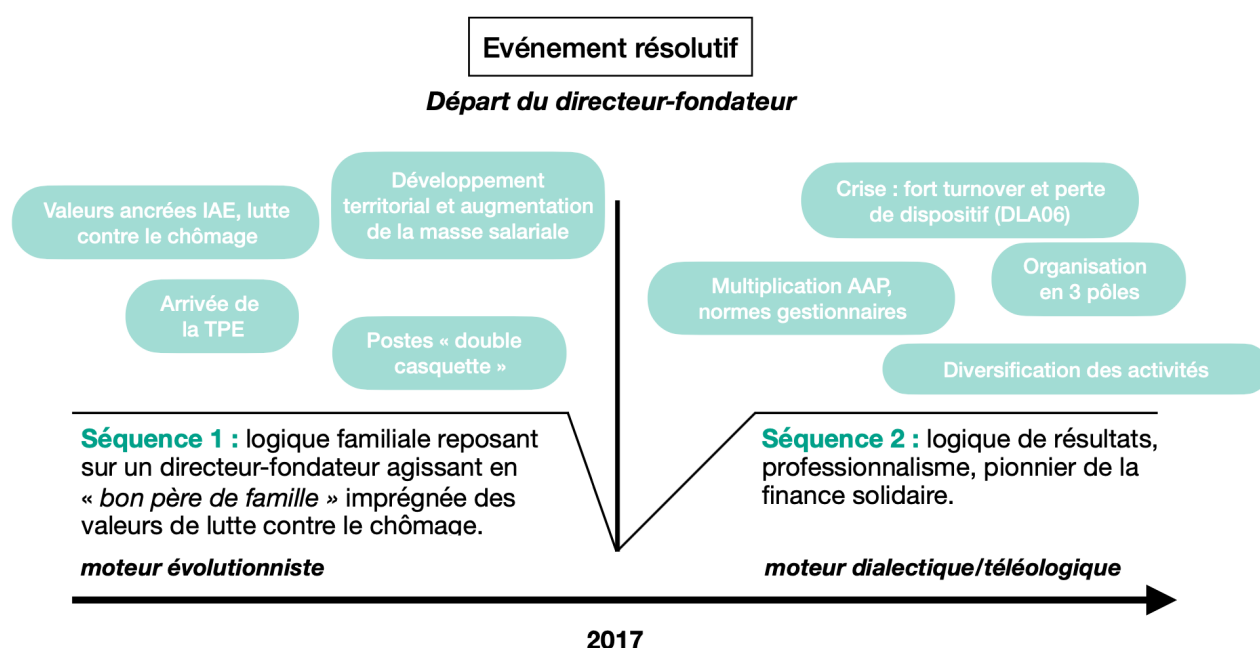 Evénement résolutif
Départ du directeur-fondateur
Valeurs ancrées IAE, lutte
contre le chômage
Développement
territorial et augmentation
de la masse salariale
Arrivée de
la TPE
Postes « double
casquette »
Crise : fort turnover et perte
de dispositif (DLA06)
Multiplication AAP,
normes gestionnaires
Organisation
en 3 pôles
Diversification des activités
Séquence 1 : logique familiale reposant
sur un directeur-fondateur agissant en
« bon père de famille » imprégnée des
valeurs de lutte contre le chômage.
moteur évolutionniste
Séquence 2 : logique de résultats,
professionnalisme, pionnier de la
finance solidaire.
moteur dialectique/téléologique
2017